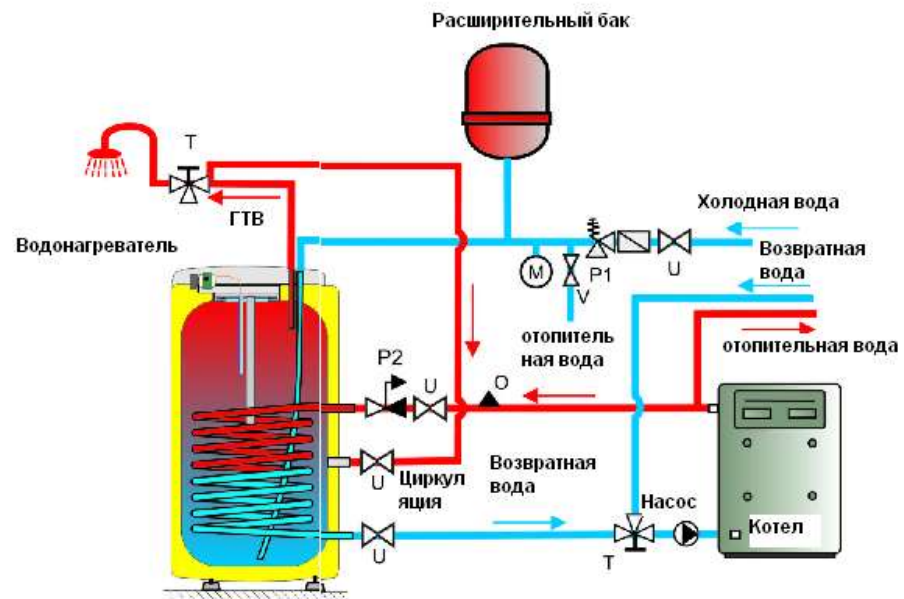 Расширительный бак
T
ГТВ
Холодная вода
Водонагреватель
Возвратная
вода
U
P1
M
V
отопитель
ная вода
отопительная вода
P2
U
O
Возвратная
вода
U
Циркул
яция
Насос
Котел
U
T